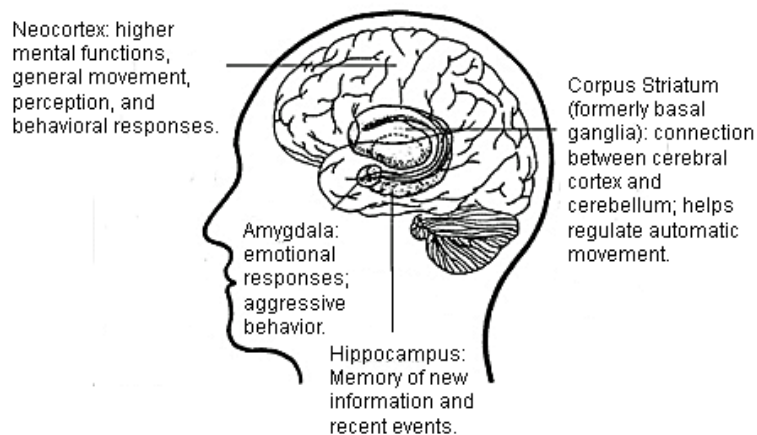 Neocortex: higher
mental functions,
general movement,
perception, and
behavioral responses.
Corpus Striatum
(formerly basal
ganglia): connection
between cerebral
cortex and
cerebellum; helps
regulate automatic
movement.
Amygdala:
emotional
responses;
aggressive
behavior.
Hippocampus:
Memory of new
information and
recent events.